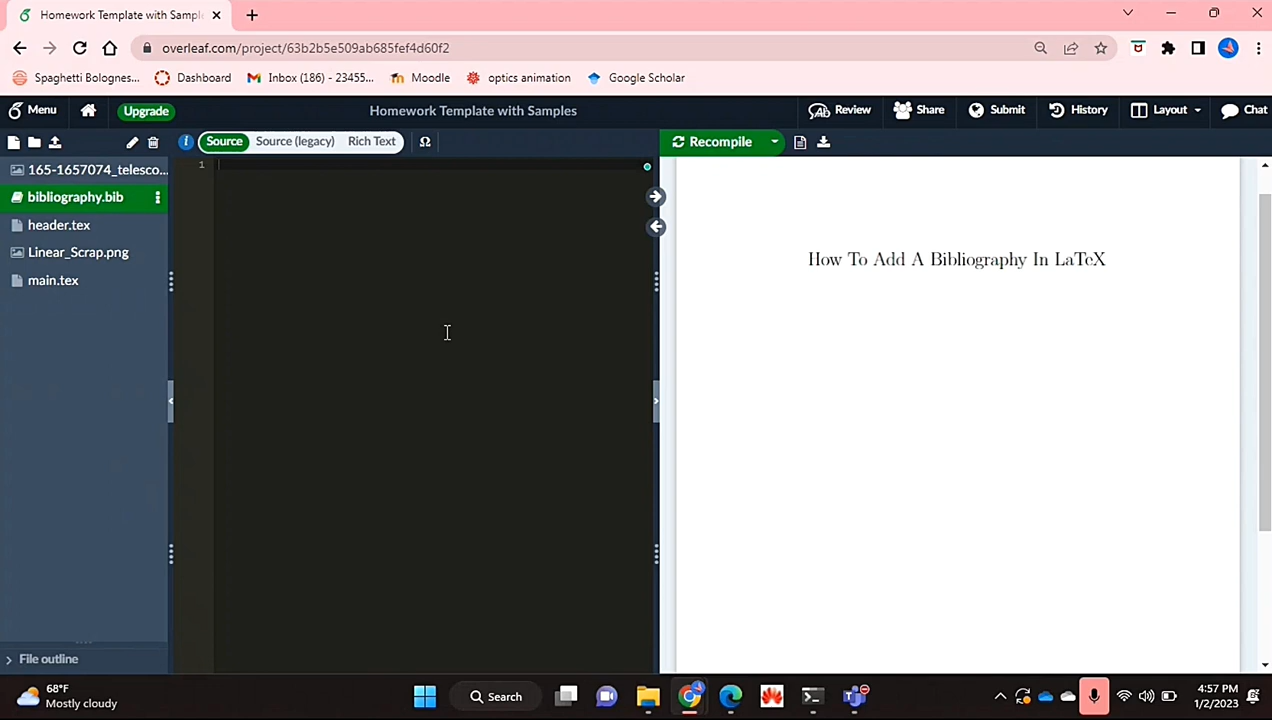 Homework Template with Sampl
overleaf.com/project/63b2b5e509ab685fef4d60f2
Spaghetti Bolognes... Dashboard Inbox (186) - 23455... Moodle optics animation Google Scholar
Menu Upgrade Homework Template with Samples Review Share Submit History Layout Chat
Source Source (legacy) Rich Text Ω Recompile
165-1657074_telesco...
bibliography.bib
header.tex
Linear_Scrap.png
main.tex
1
How To Add A Bibliography In LaTeX
File outline
68°F
Mostly cloudy
Search
4:57 PM
1/2/2023